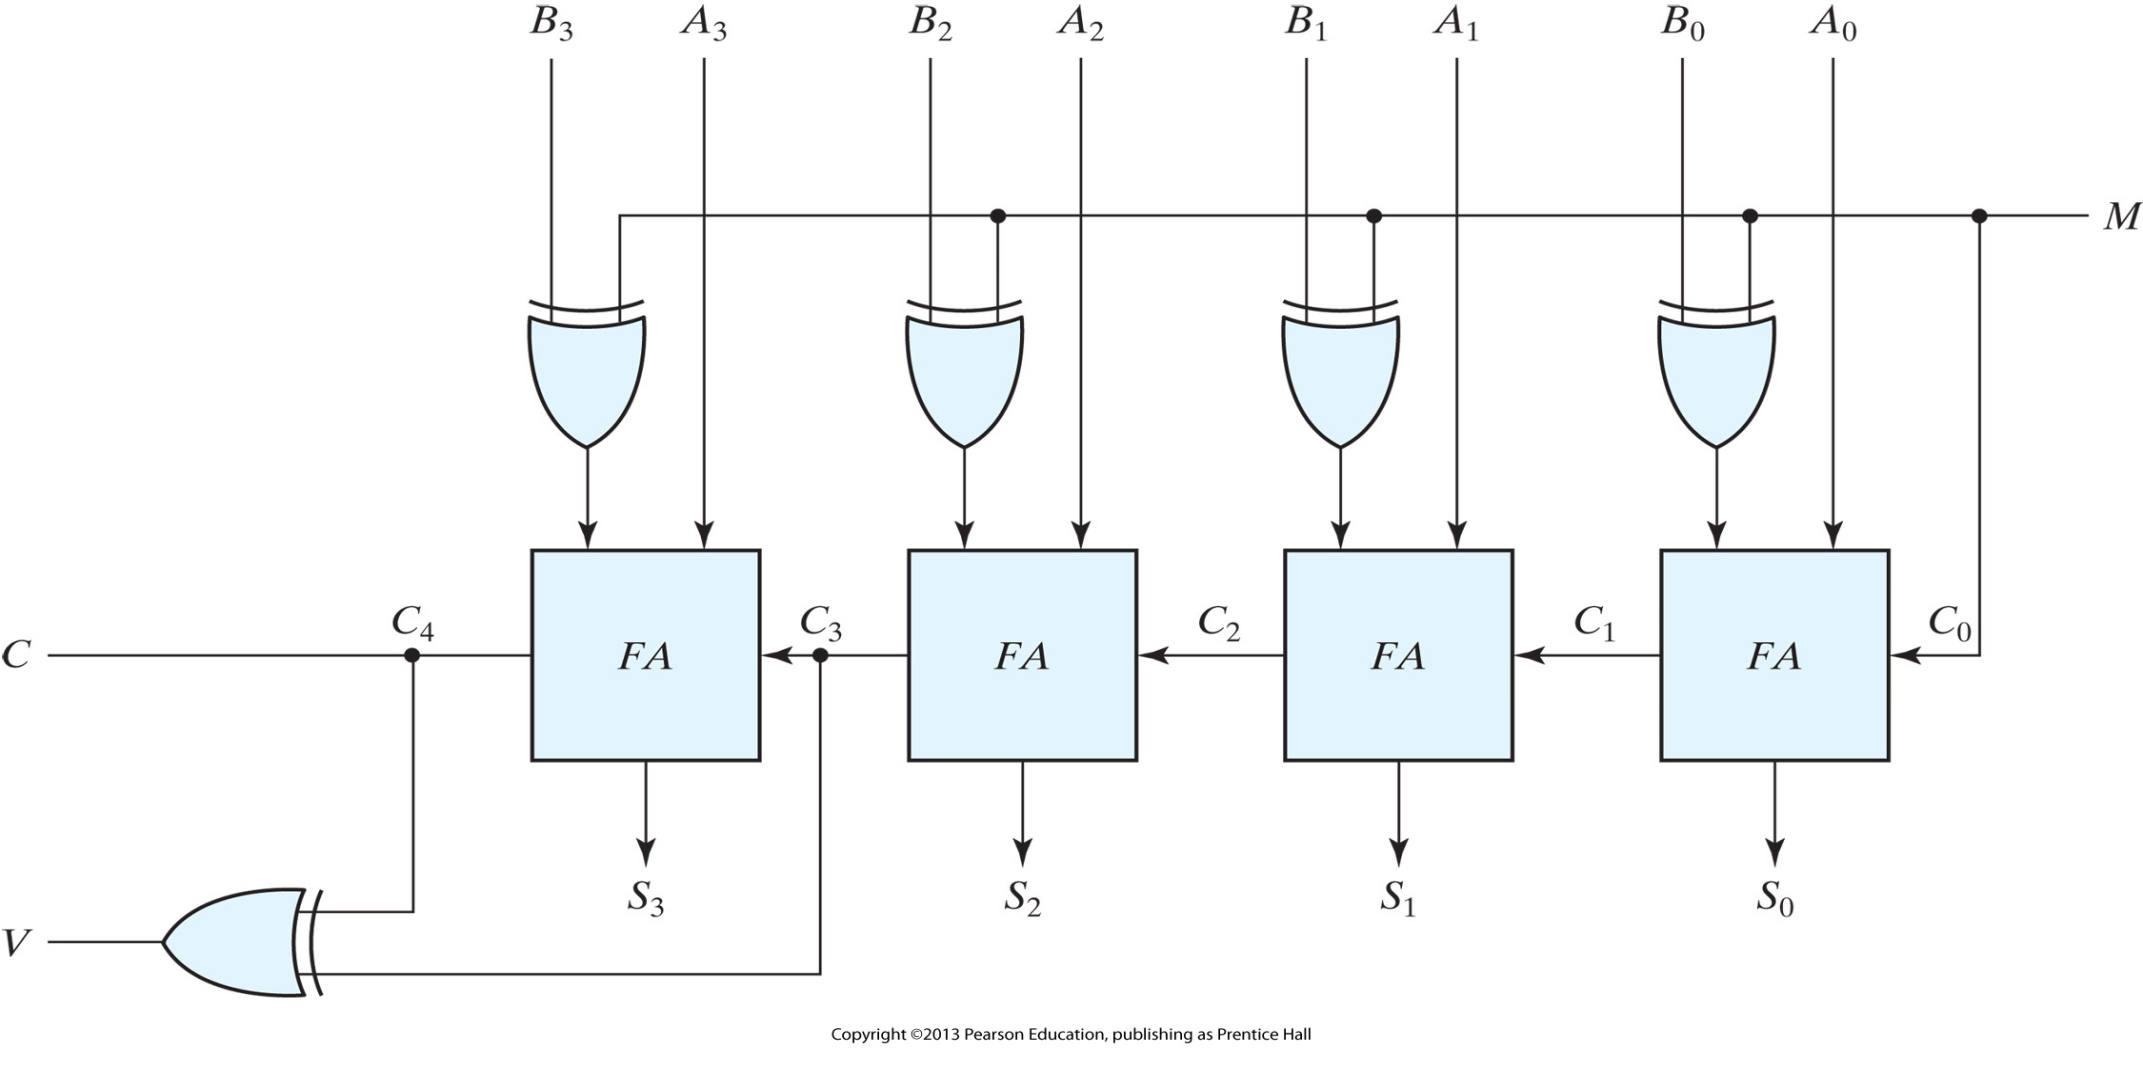 B₃ A₃ B₂ A₂ B₁ A₁ B₀ A₀
M
C₄ C₃ C₂ C₁ C₀
C FA FA FA FA
S₃ S₂ S₁ S₀
V
Copyright ©2013 Pearson Education, publishing as Prentice Hall